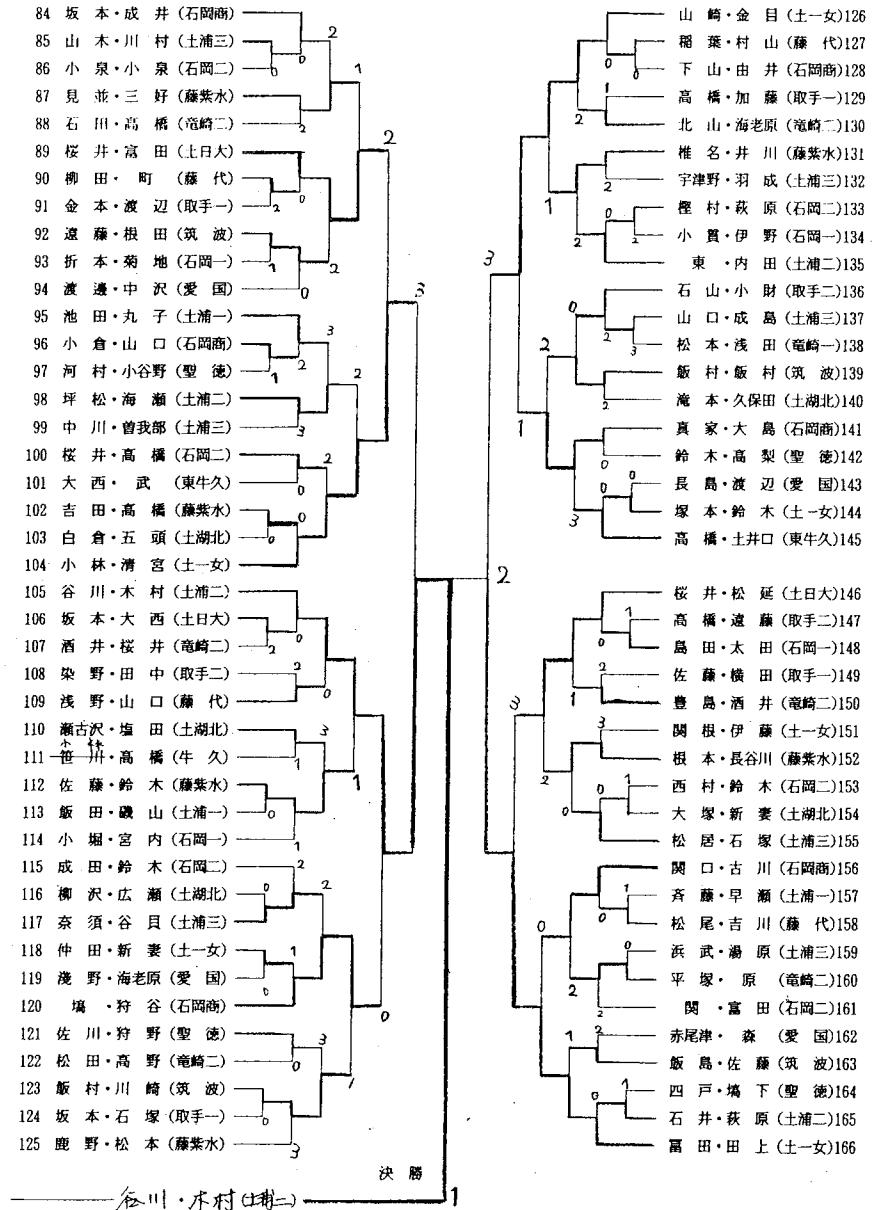 84 坂本・成井 (石岡商)
85 山木・川村 (土浦三)
86 小泉・小泉 (石岡二)
87 見並・三好 (藤紫水)
88 石田・高橋 (竜崎二)
89 桜井・富田 (土日大)
90 柳田・町 (藤代)
91 金本・渡辺 (取手一)
92 遠藤・根田 (筑波)
93 折本・菊地 (石岡一)
94 渡邊・中沢 (愛国)
95 池田・丸子 (土浦一)
96 小倉・山口 (石岡商)
97 河村・小谷野 (聖徳)
98 坪松・海瀬 (土浦二)
99 中川・曽我部 (土浦三)
100 桜井・高橋 (石岡二)
101 大西・武 (東牛久)
102 吉田・高橋 (藤紫水)
103 白倉・五頭 (土湖北)
104 小林・清宮 (土一女)
105 谷川・木村 (土浦二)
106 坂本・大西 (土日大)
107 酒井・桜井 (竜崎二)
108 染野・田中 (取手二)
109 浅野・山口 (藤代)
110 瀬古沢・塩田 (土湖北)
111 笹川・高橋 (牛久)
112 佐藤・鈴木 (藤紫水)
113 飯田・磯山 (土浦一)
114 小堀・宮内 (石岡一)
115 成田・鈴木 (石岡二)
116 柳沢・広瀬 (土湖北)
117 奈須・谷貝 (土浦三)
118 仲田・新妻 (土一女)
119 淺野・海老原 (愛国)
120 塙・狩谷 (石岡商)
121 佐川・狩野 (聖徳)
122 松田・高野 (竜崎二)
123 飯村・川崎 (筑波)
124 坂本・石塚 (取手一)
125 鹿野・松本 (藤紫水)
山崎・金目 (土一女)126
稲葉・村山 (藤代)127
下山・由井 (石岡商)128
高橋・加藤 (取手一)129
北山・海老原 (竜崎二)130
椎名・井川 (藤紫水)131
宇津野・羽成 (土浦三)132
樫村・萩原 (石岡二)133
小貫・伊野 (石岡一)134
東・内田 (土浦二)135
石山・小財 (取手二)136
山口・成島 (土浦三)137
松本・浅田 (竜崎一)138
飯村・飯村 (筑波)139
滝本・久保田 (土湖北)140
真家・大島 (石岡商)141
鈴木・高梨 (聖徳)142
長島・渡辺 (愛国)143
塚本・鈴木 (土一女)144
高橋・土井口 (東牛久)145
桜井・松延 (土日大)146
高橋・遠藤 (取手二)147
島田・太田 (石岡一)148
佐藤・横田 (取手一)149
豊島・酒井 (竜崎二)150
関根・伊藤 (土一女)151
根本・長谷川 (藤紫水)152
西村・鈴木 (石岡二)153
大塚・新妻 (土湖北)154
松居・石塚 (土浦三)155
関口・古川 (石岡商)156
斉藤・早瀬 (土浦一)157
松尾・吉川 (藤代)158
浜武・湯原 (土浦三)159
平塚・原 (竜崎二)160
関・富田 (石岡二)161
赤尾津・森 (愛国)162
飯島・佐藤 (筑波)163
四戸・塙下 (聖徳)164
石井・萩原 (土浦二)165
冨田・田上 (土一女)166
決勝
谷川・木村 (土浦二) 1
3
2